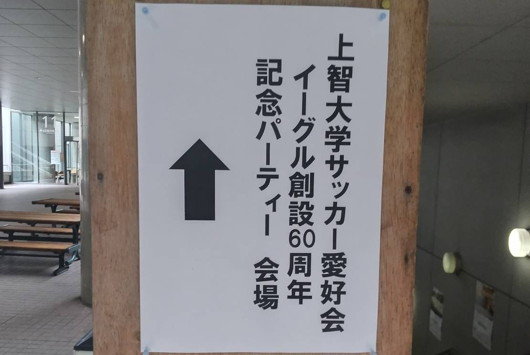 上智大学サッカー愛好会
イーグル創設60周年
記念パーティー 会場
11